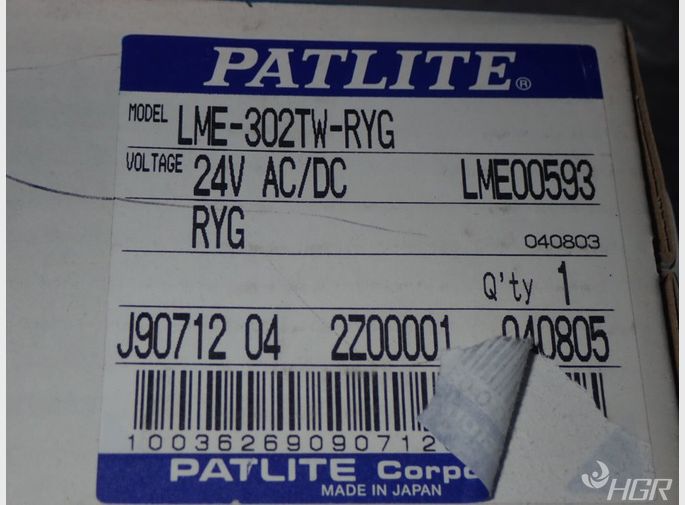 PATLITE®
MODEL LME-302TW-RYG
VOLTAGE 24V AC/DC LME00593
RYG 040803
Q'ty 1
J90712 04 2Z00001 040805
10036269090712
PATLITE
MADE IN JAPAN
HGR